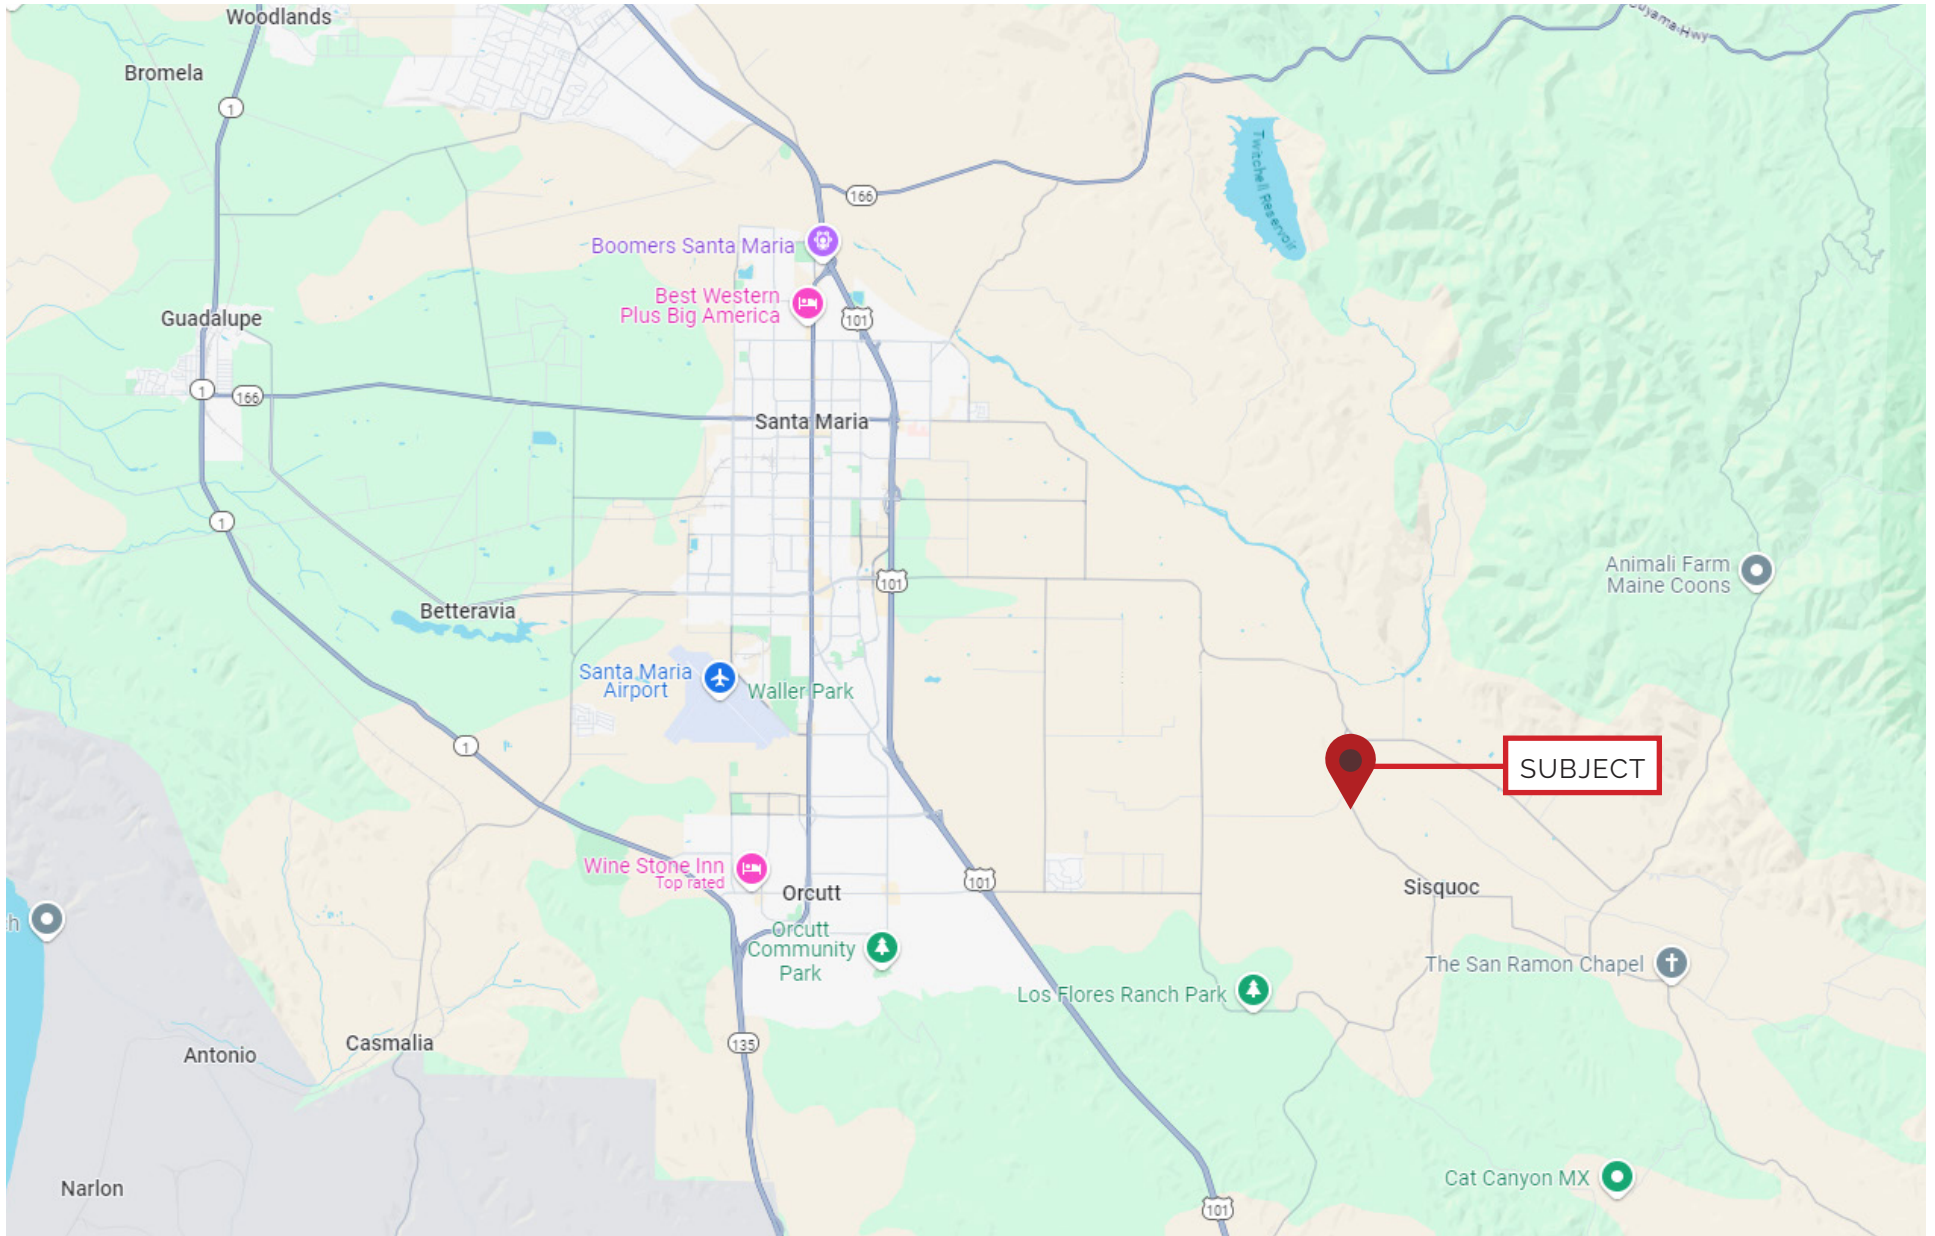 Woodlands
Cuyama Hwy
Bromela
1
Twitchell Reservoir
166
Boomers Santa Maria
Best Western
Plus Big America
101
Guadalupe
1
166
Santa Maria
1
101
Animali Farm
Maine Coons
Betteravia
Santa Maria
Airport
Waller Park
1
SUBJECT
Wine Stone Inn
Top rated
Orcutt
101
Sisquoc
h
Orcutt
Community
Park
The San Ramon Chapel
Los Flores Ranch Park
135
Casmalia
Antonio
Cat Canyon MX
Narlon
101